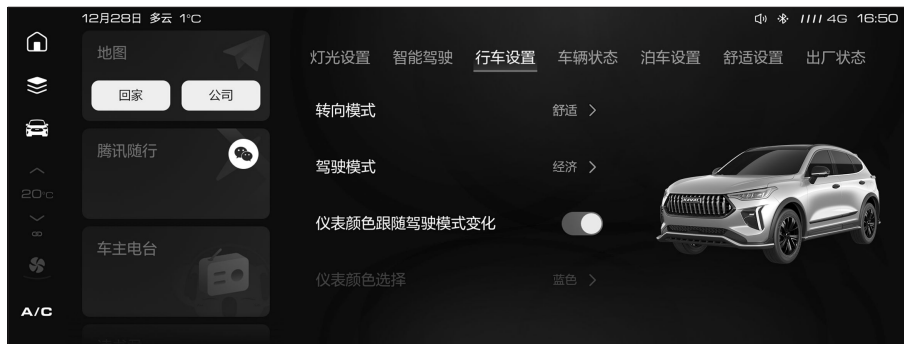 12月28日 多云 1°C
4G 16:50
地图
回家 公司
腾讯随行
车主电台
20°C
A/C
灯光设置 智能驾驶 行车设置 车辆状态 泊车设置 舒适设置 出厂状态
转向模式 舒适
驾驶模式 经济
仪表颜色跟随驾驶模式变化
仪表颜色选择 蓝色